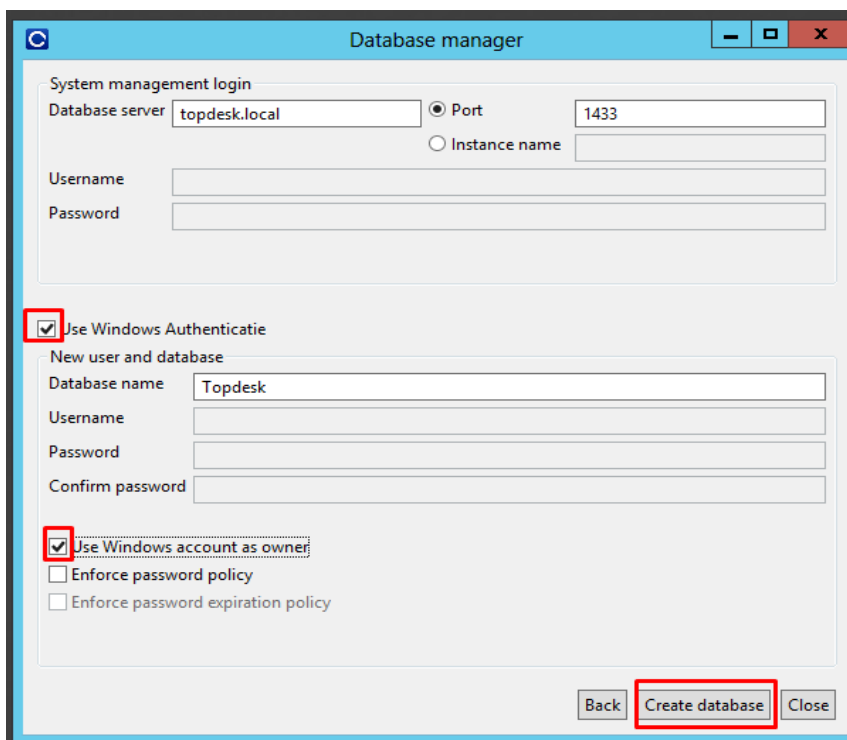 Database manager
System management login
Database server topdesk.local Port 1433
Instance name
Username
Password
Use Windows Authenticatie
New user and database
Database name Topdesk
Username
Password
Confirm password
Use Windows account as owner
Enforce password policy
Enforce password expiration policy
Back Create database Close